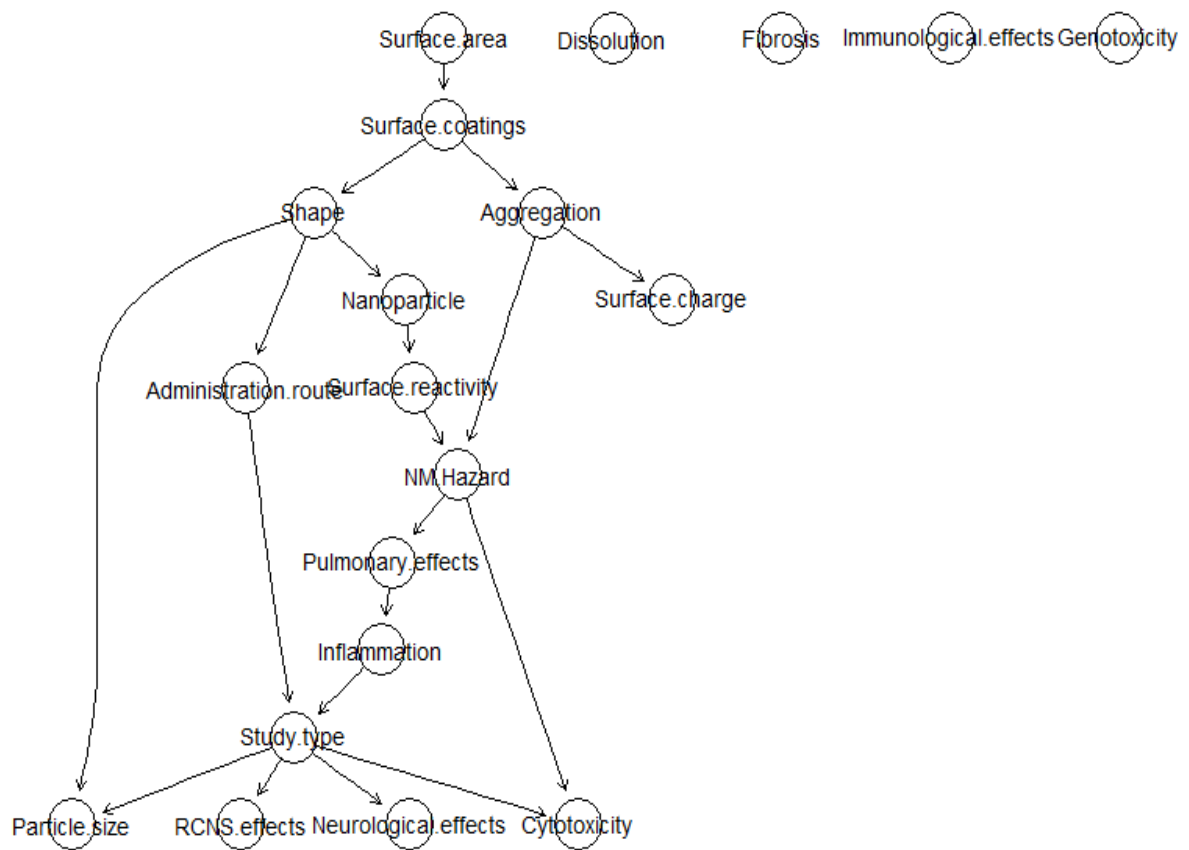 Surface.area
Dissolution
Fibrosis
Immunological.effects
Genotoxicity
Surface.coatings
Shape
Aggregation
Nanoparticle
Surface.charge
Administration.route
Surface.reactivity
NM.Hazard
Pulmonary.effects
Inflammation
Study.type
Particle.size
RCNS.effects
Neurological.effects
Cytotoxicity